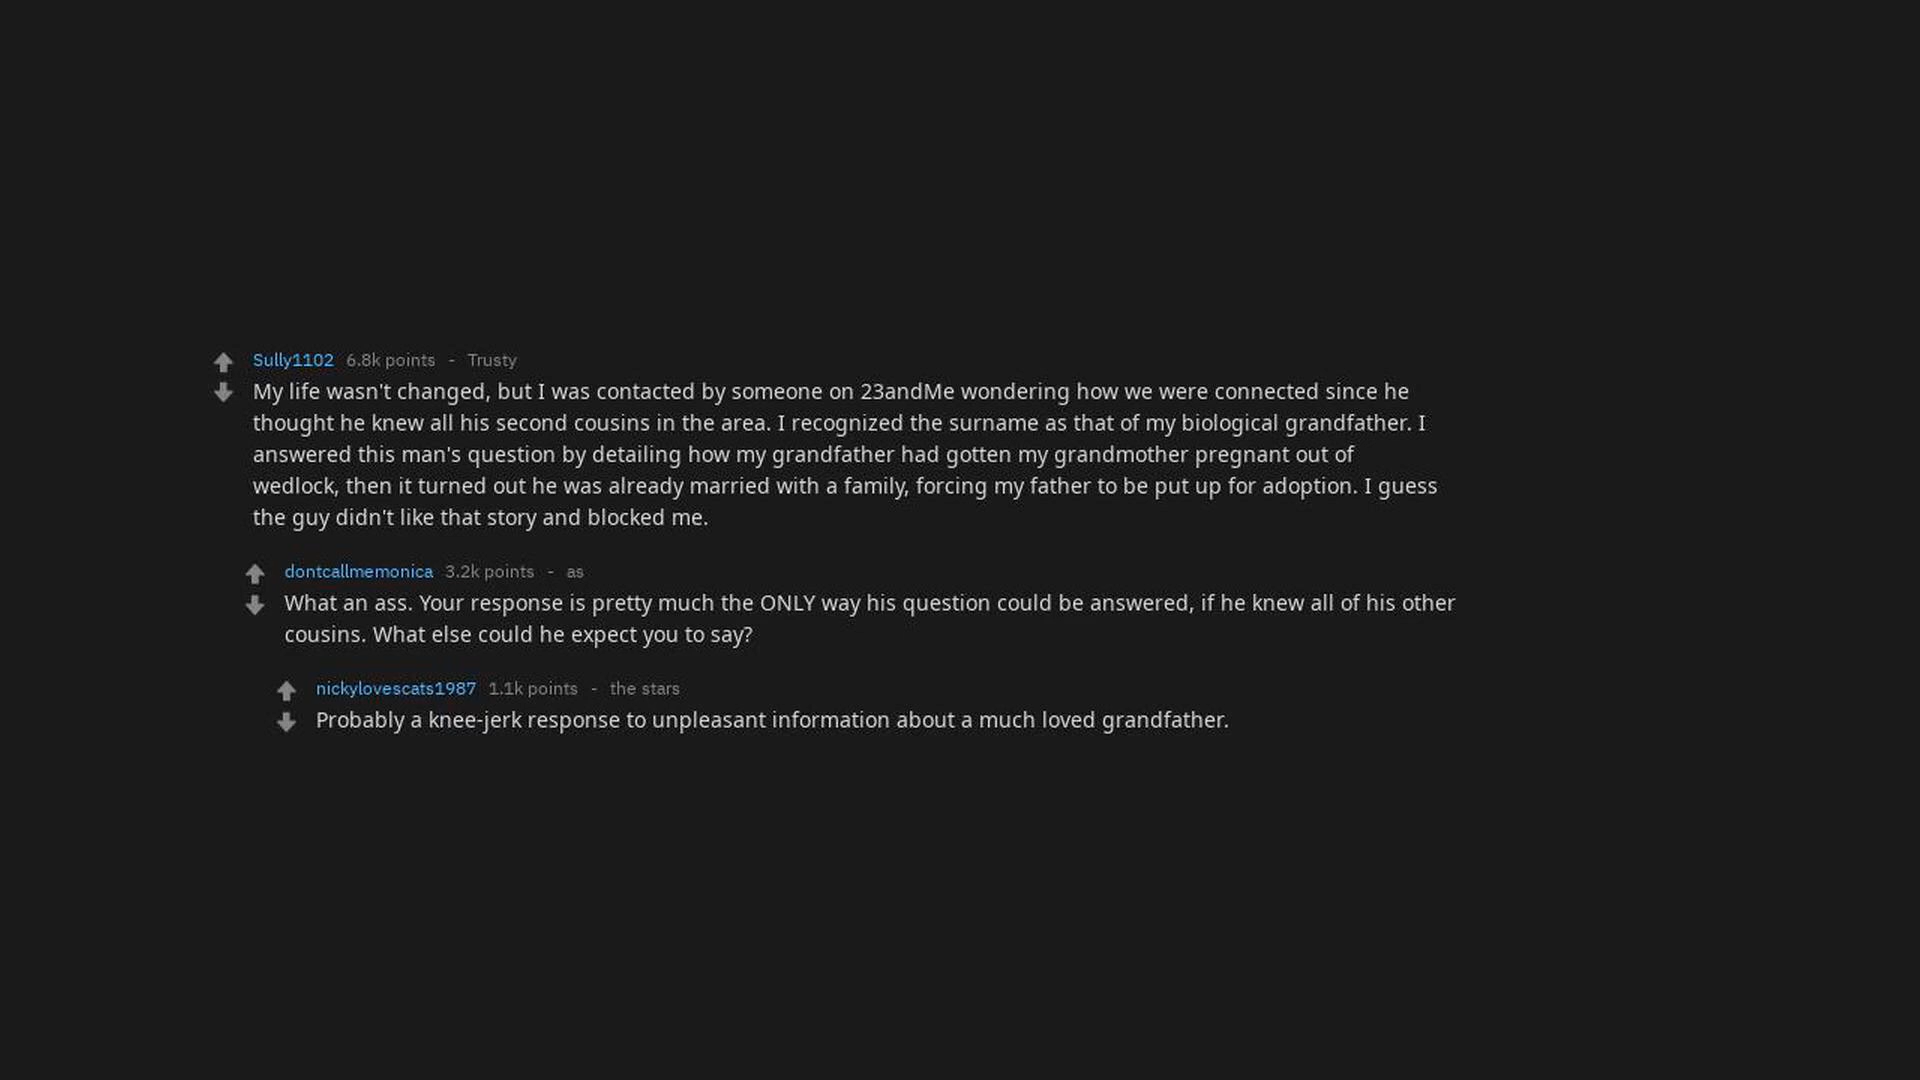 Sully1102 6.8k points - Trusty
My life wasn't changed, but I was contacted by someone on 23andMe wondering how we were connected since he
thought he knew all his second cousins in the area. I recognized the surname as that of my biological grandfather. I
answered this man's question by detailing how my grandfather had gotten my grandmother pregnant out of
wedlock, then it turned out he was already married with a family, forcing my father to be put up for adoption. I guess
the guy didn't like that story and blocked me.
dontcallmemonica 3.2k points - as
What an ass. Your response is pretty much the ONLY way his question could be answered, if he knew all of his other
cousins. What else could he expect you to say?
nickylovescats1987 1.1k points - the stars
Probably a knee-jerk response to unpleasant information about a much loved grandfather.